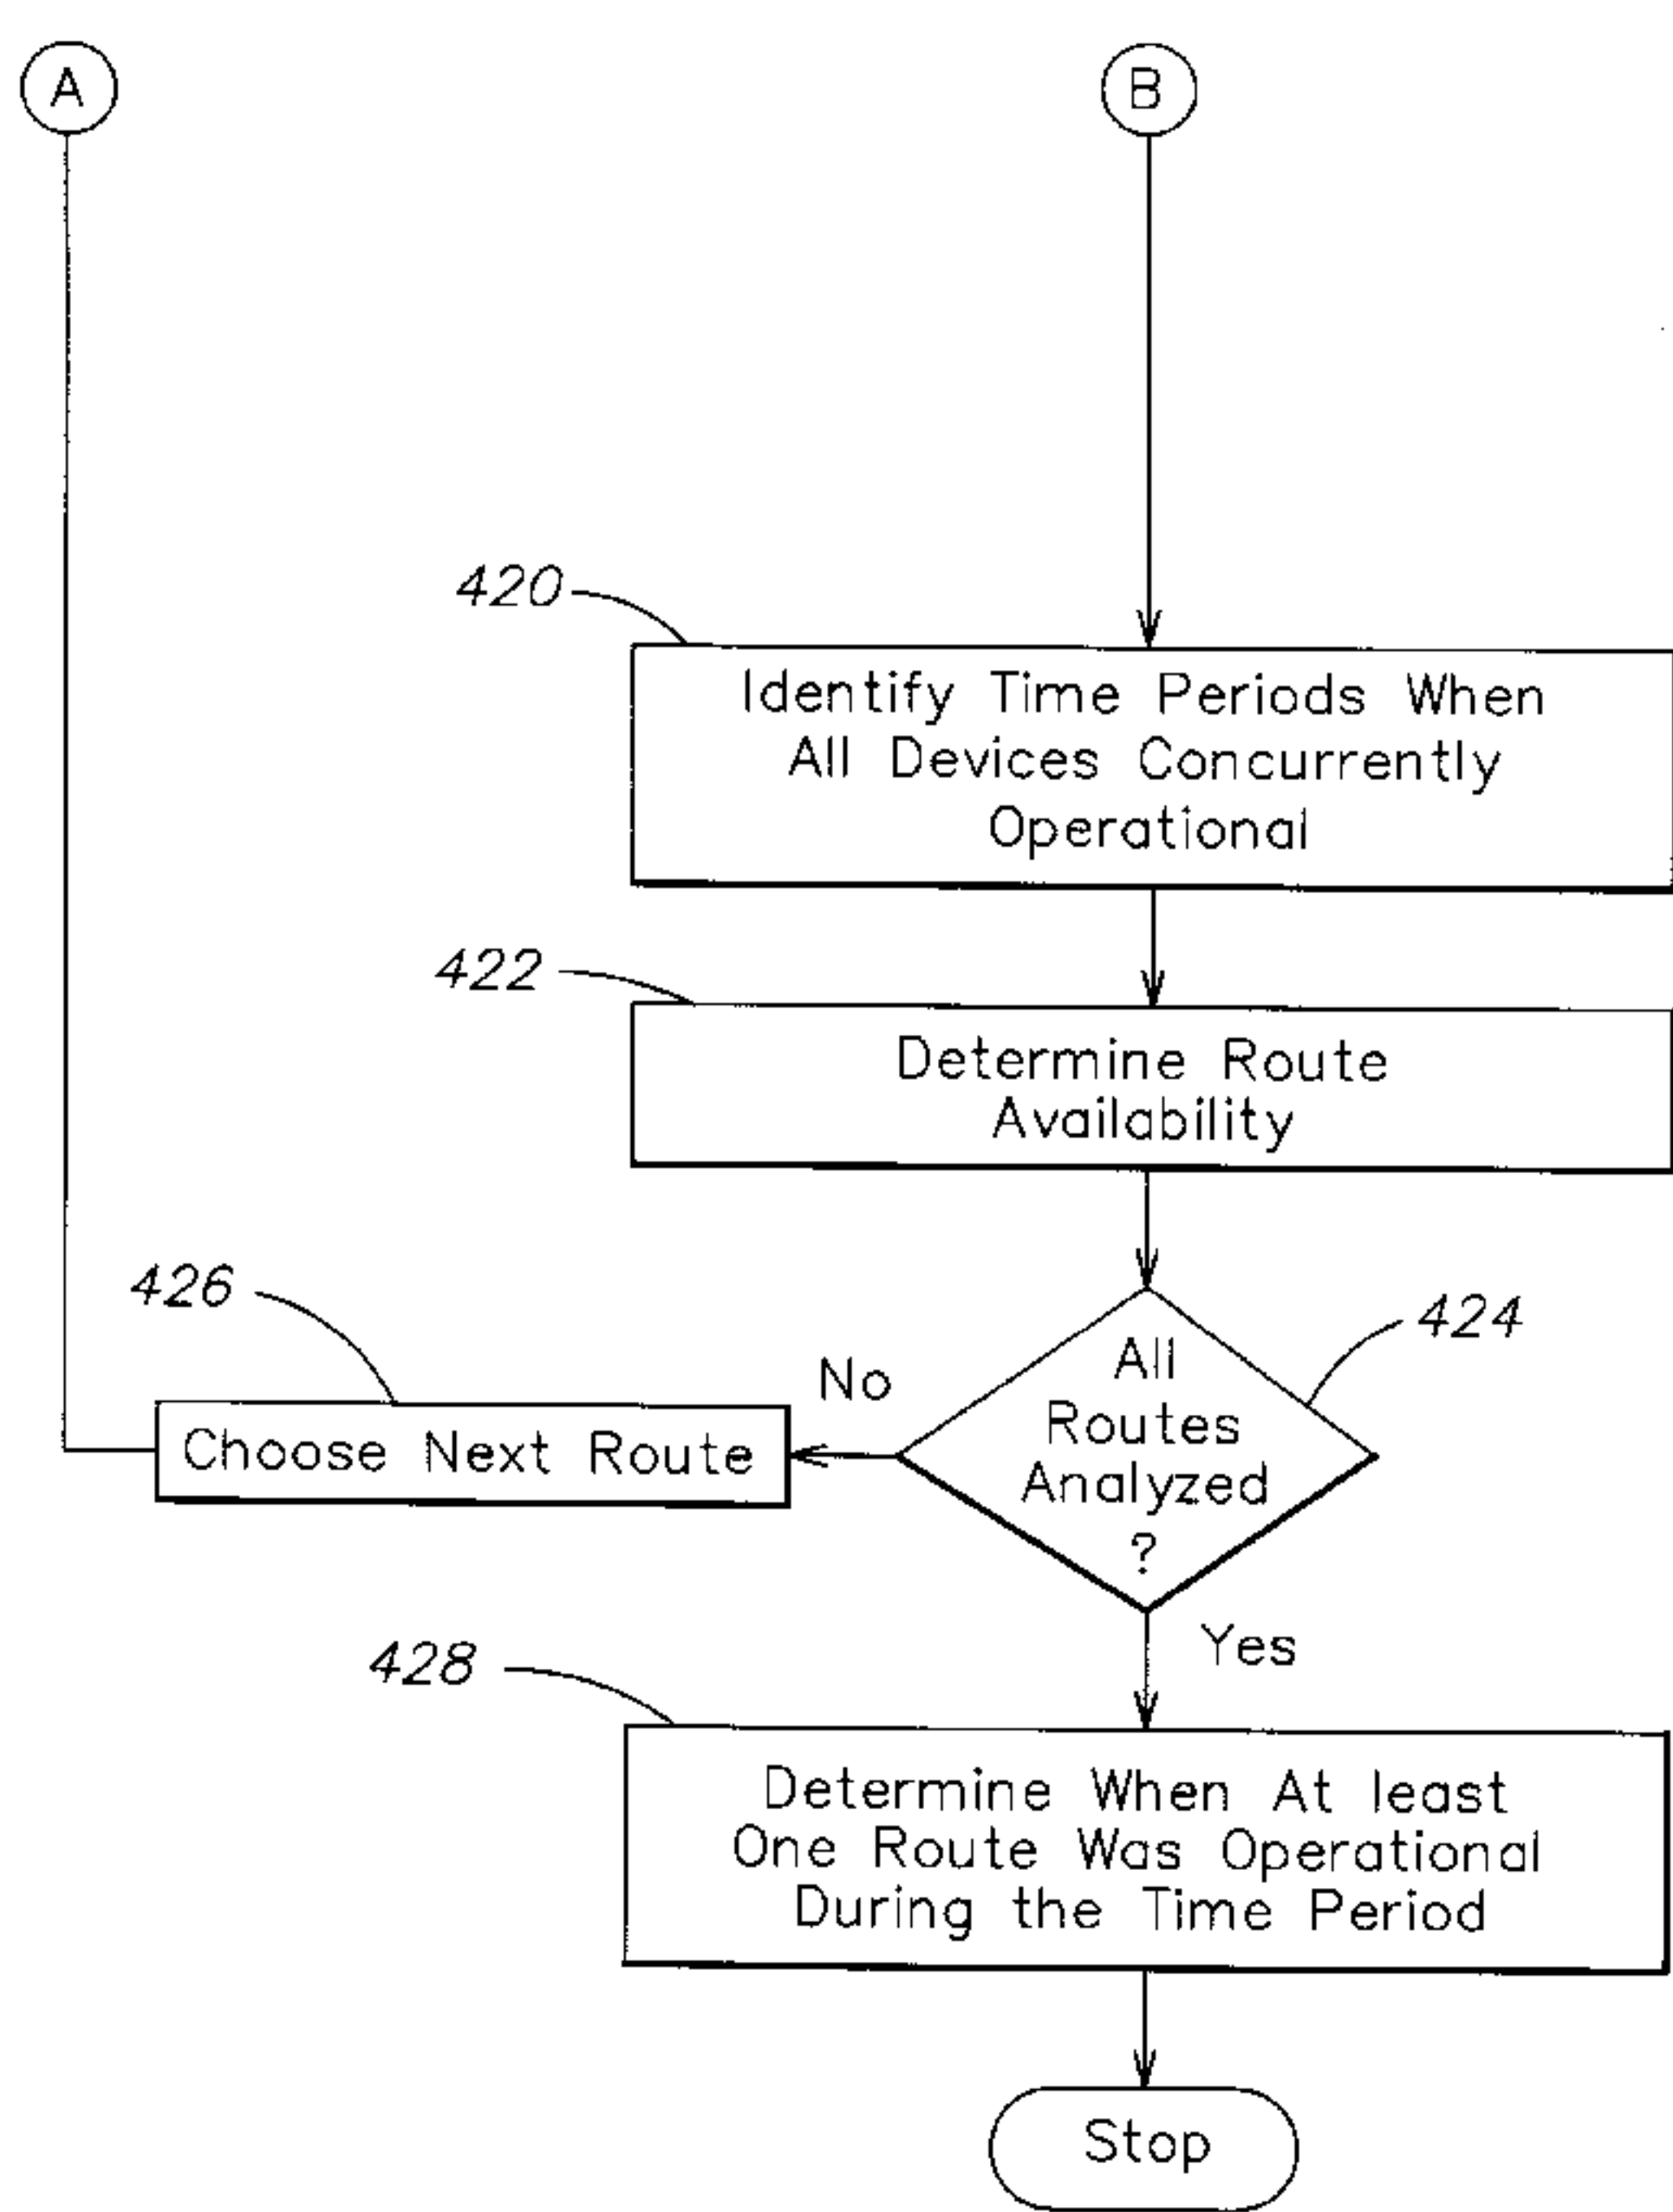 A
B
420
Identify Time Periods When
All Devices Concurrently
Operational
422
Determine Route
Availability
426
424
No
All
Routes
Analyzed
?
Choose Next Route
Yes
428
Determine When At least
One Route Was Operational
During the Time Period
Stop